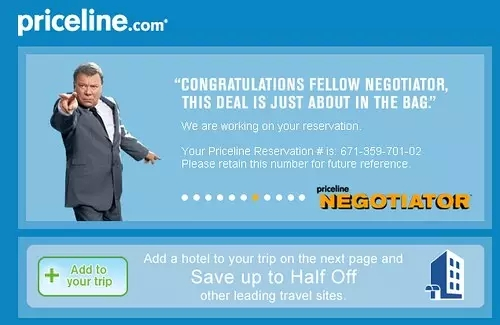 priceline.com®
“CONGRATULATIONS FELLOW NEGOTIATOR,
THIS DEAL IS JUST ABOUT IN THE BAG.”
We are working on your reservation.
Your Priceline Reservation # is: 671-359-701-02
Please retain this number for future reference.
priceline
NEGOTIATOR
Add to
your trip
Add a hotel to your trip on the next page and
Save up to Half Off
other leading travel sites.